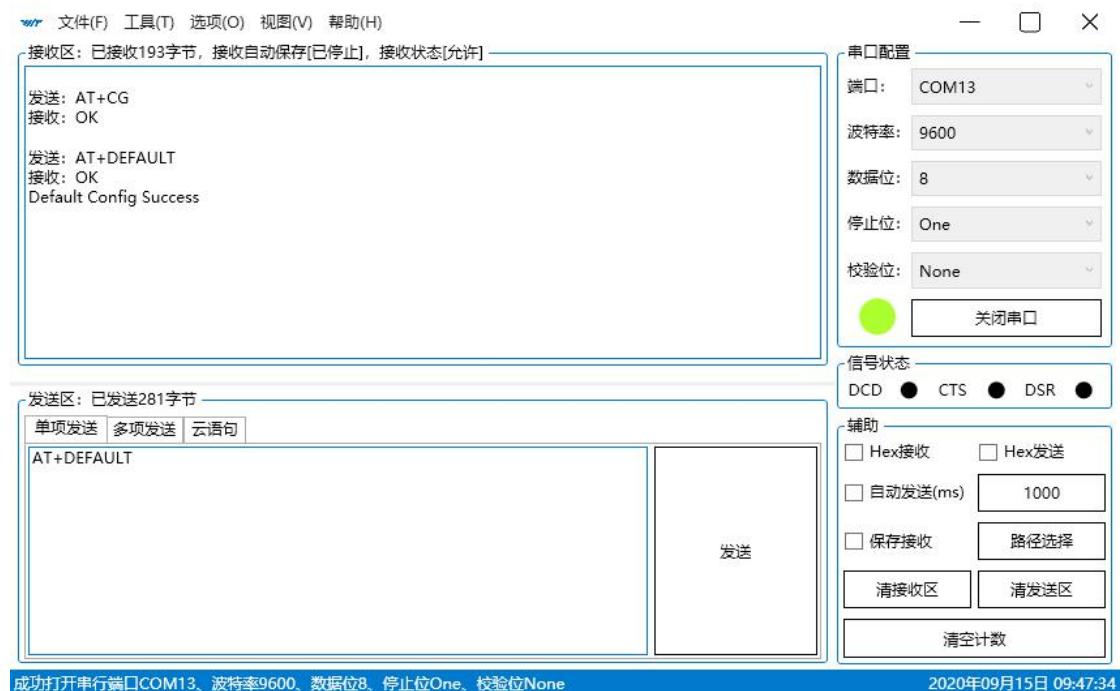 文件(F) 工具(T) 选项(O) 视图(V) 帮助(H)
接收区：已接收193字节，接收自动保存[已停止]，接收状态[允许]
发送：AT+CG
接收：OK
发送：AT+DEFAULT
接收：OK
Default Config Success
发送区：已发送281字节
单项发送 多项发送 云语句
AT+DEFAULT
发送
串口配置
端口： COM13
波特率： 9600
数据位： 8
停止位： One
校验位： None
关闭串口
信号状态
DCD CTS DSR
辅助
Hex接收 Hex发送
自动发送(ms) 1000
保存接收 路径选择
清接收区 清发送区
清空计数
成功打开串行端口COM13、波特率9600、数据位8、停止位One、校验位None 2020年09月15日 09:47:34